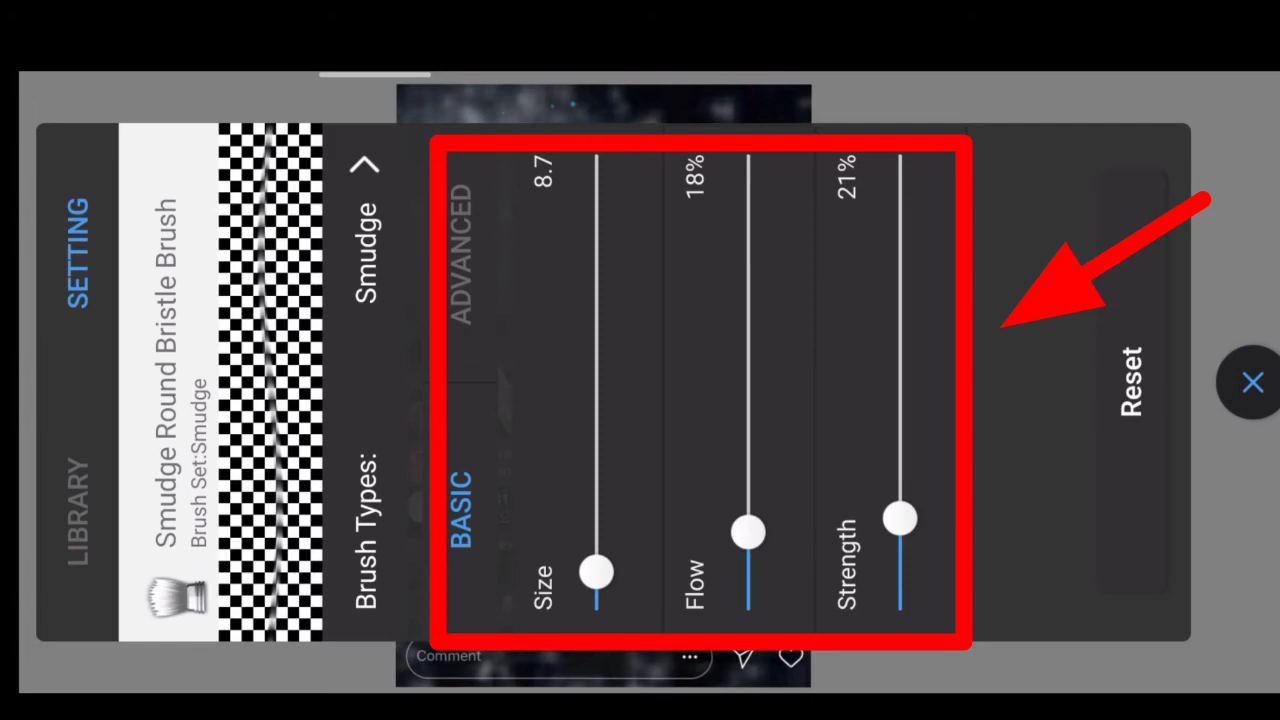 LIBRARY SETTING
Smudge Round Bristle Brush
Brush Set:Smudge
Brush Types: Smudge
BASIC ADVANCED
Size 8.7
Flow 18%
Strength 21%
Reset
Comment